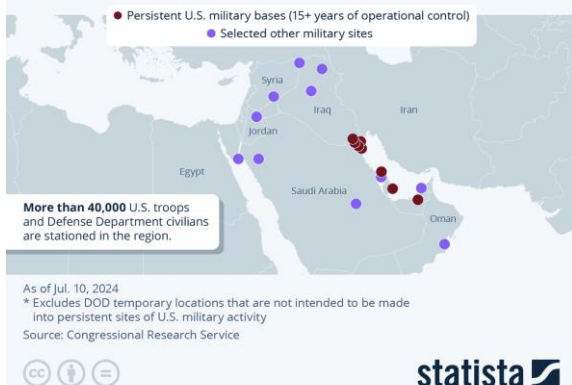 Persistent U.S. military bases (15+ years of operational control)
Selected other military sites
Syria
Iraq
Iran
Jordan
Egypt
Saudi Arabia
Oman
More than 40,000 U.S. troops
and Defense Department civilians
are stationed in the region.
As of Jul. 10, 2024
* Excludes DOD temporary locations that are not intended to be made
into persistent sites of U.S. military activity
Source: Congressional Research Service
cc
statista